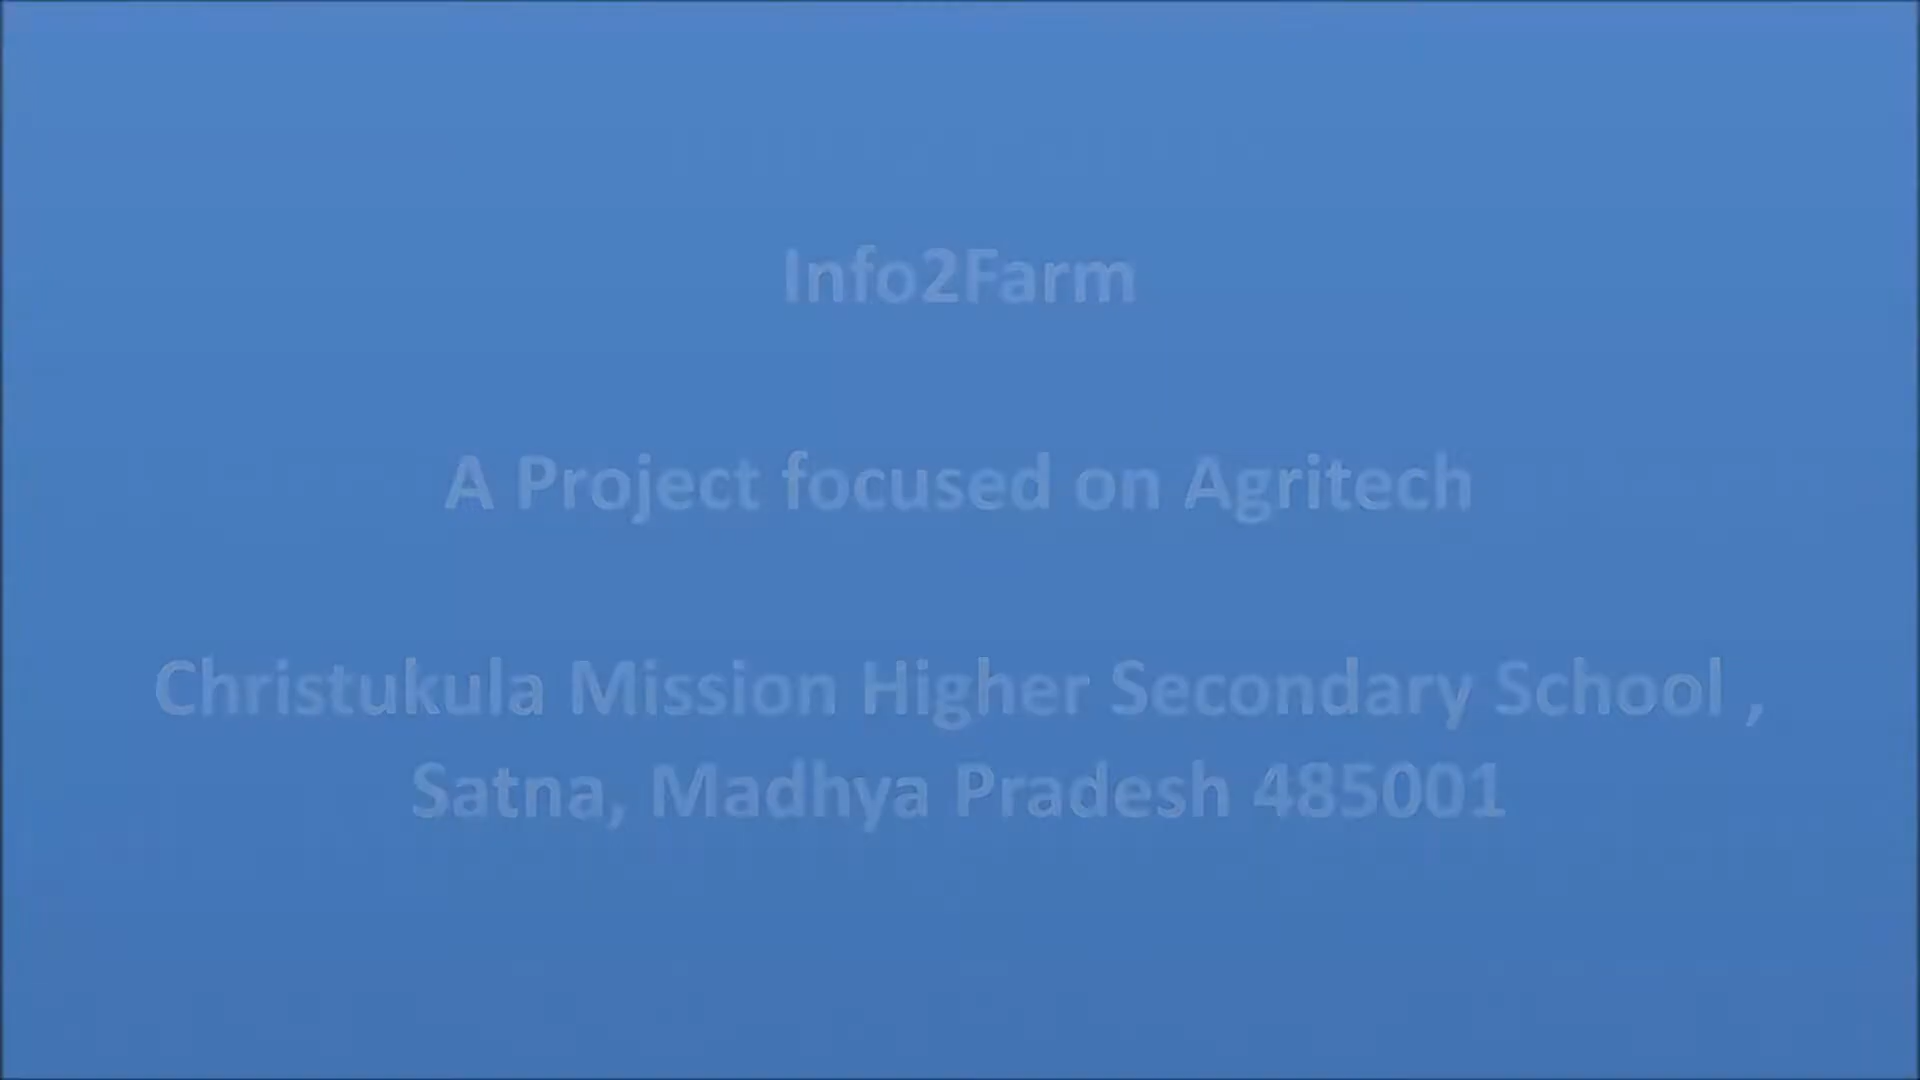 Info2Farm
A Project focused on Agritech
Christukula Mission Higher Secondary School ,
Satna, Madhya Pradesh 485001